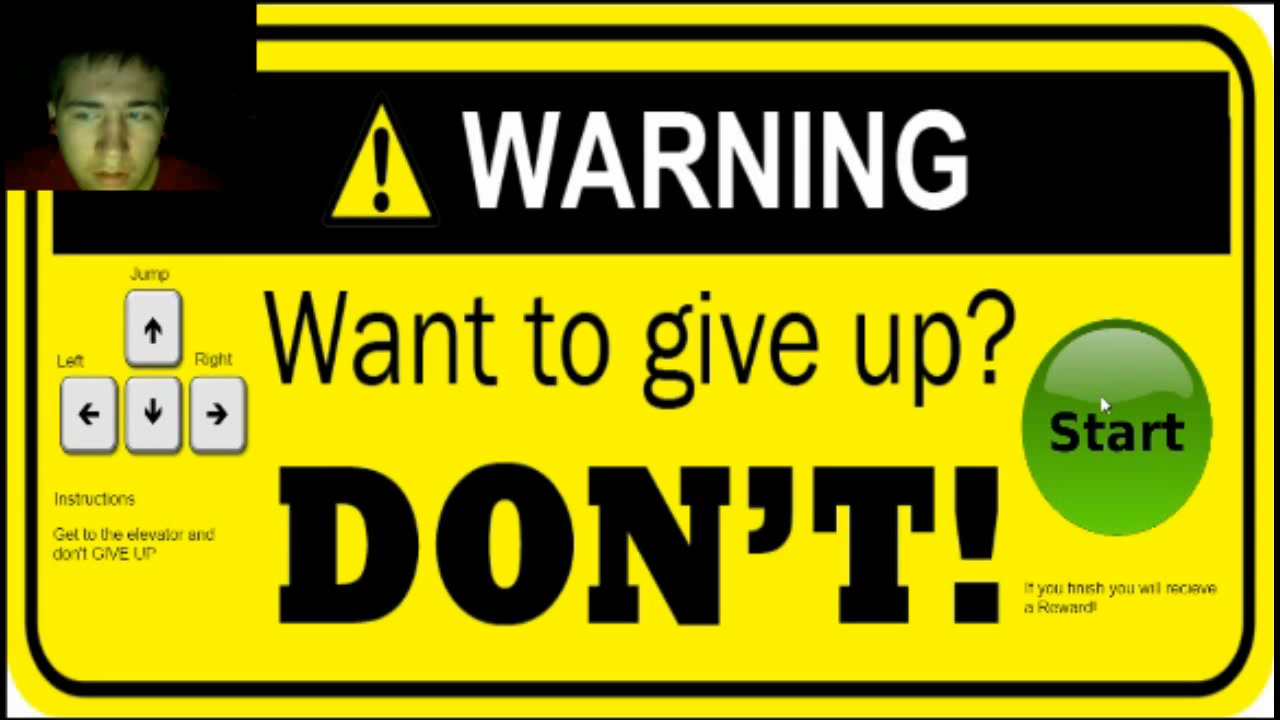 WARNING
Jump
Want to give up?
Left
Right
Start
DON'T!
Instructions
Get to the elevator and
don't GIVE UP
If you finish you will recieve
a Reward!